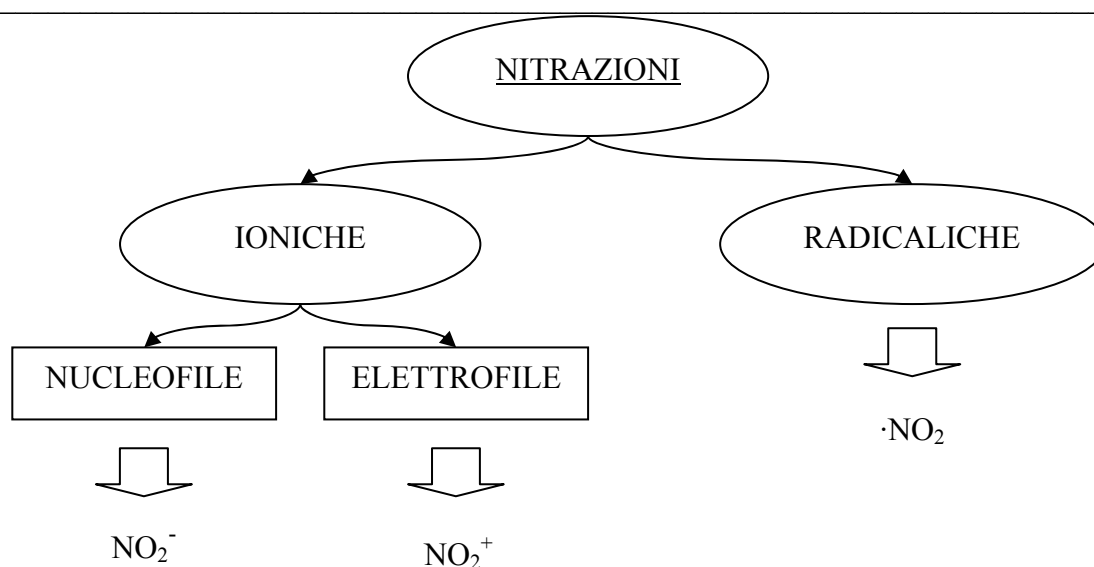 NITRAZIONI
IONICHE
RADICALICHE
NUCLEOFILE
ELETTROFILE
·NO₂
NO₂⁻
NO₂⁺